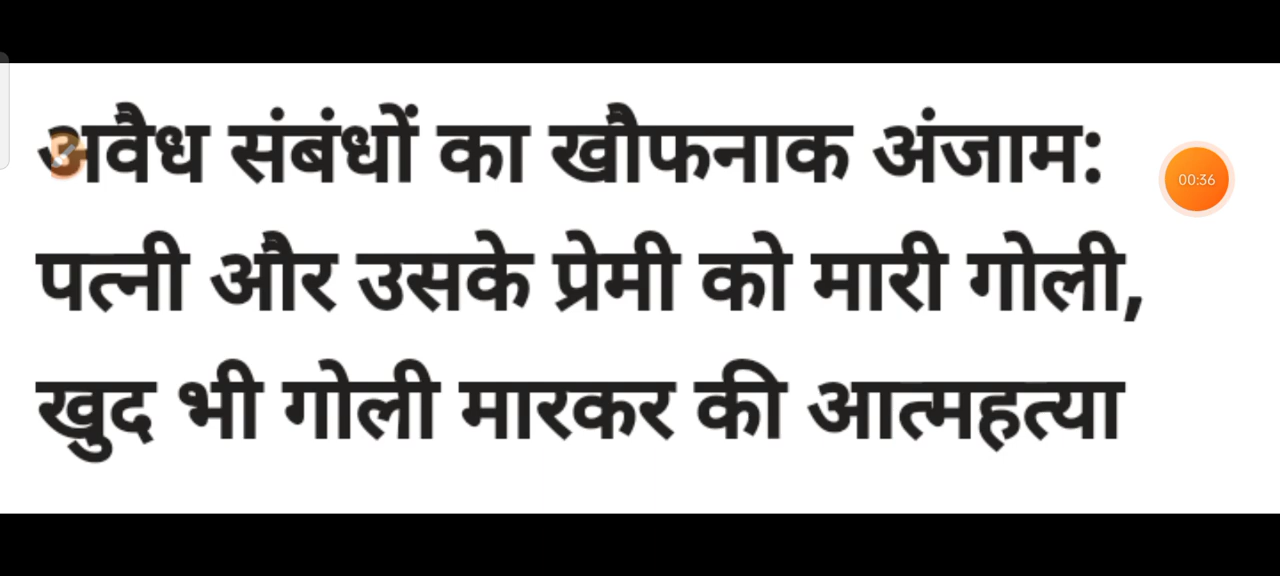 अवैध संबंधों का खौफनाक अंजाम:
पत्नी और उसके प्रेमी को मारी गोली,
खुद भी गोली मारकर की आत्महत्या
00:36